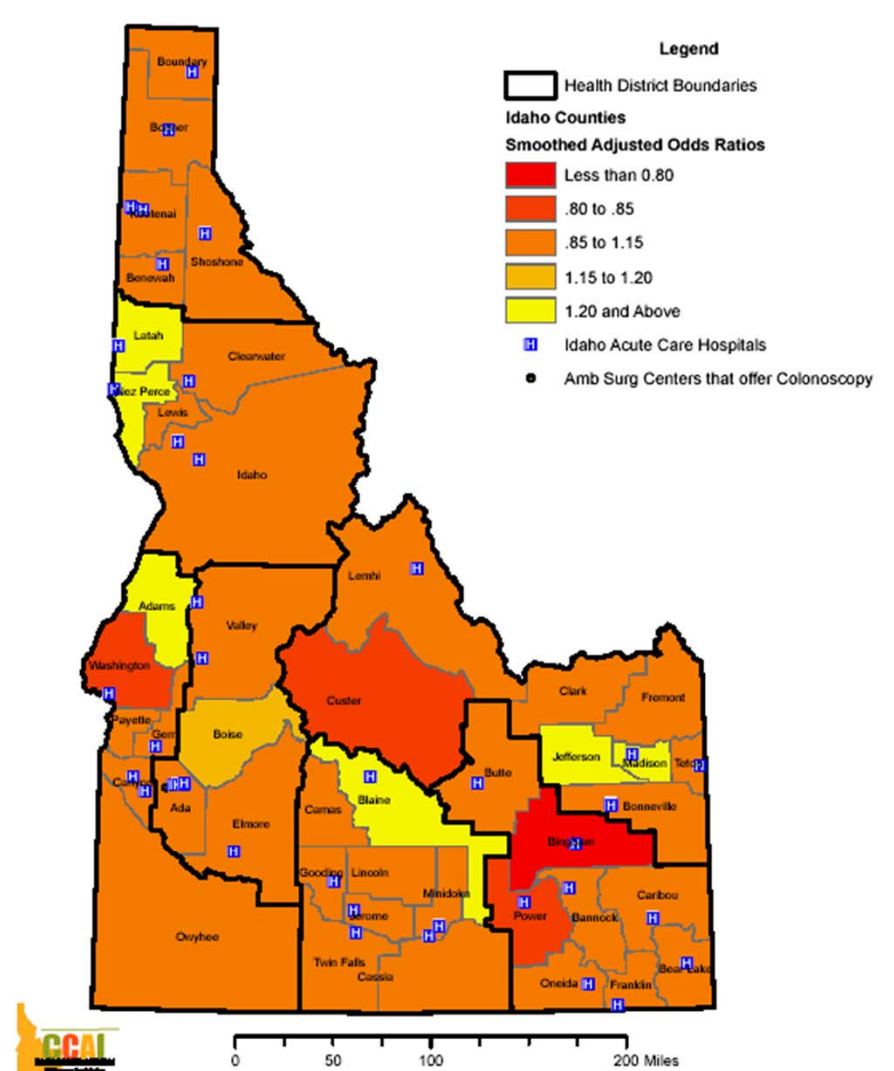 Legend
Health District Boundaries
Idaho Counties
Smoothed Adjusted Odds Ratios
Less than 0.80
.80 to .85
.85 to 1.15
1.15 to 1.20
1.20 and Above
H Idaho Acute Care Hospitals
Amb Surg Centers that offer Colonoscopy
Boundary
H
Bonner
H
H H
Kootenai
H
Shoshone
H
Benewah
Latah
H
Clearwater
H
H
Nez Perce
Lewis
H
H
Idaho
Lemhi
H
Adams
H
Valley
H
Washington
H
Custer
Clark
Fremont
Payette
Gem
H
Boise
Jefferson
H
Madison
Teton
H
Canyon
H
H
H H
Ada
Elmore
H
Camas
Blaine
H
Butte
H
Bonneville
H
Bingham
H
Gooding
H
Lincoln
Minidoka
H
Jerome
H
H
H
Power
H
H
Bannock
Caribou
H
Owyhee
Twin Falls
Cassia
Oneida
H
Franklin
H
Bear Lake
H
CCAI
0 50 100 200 Miles